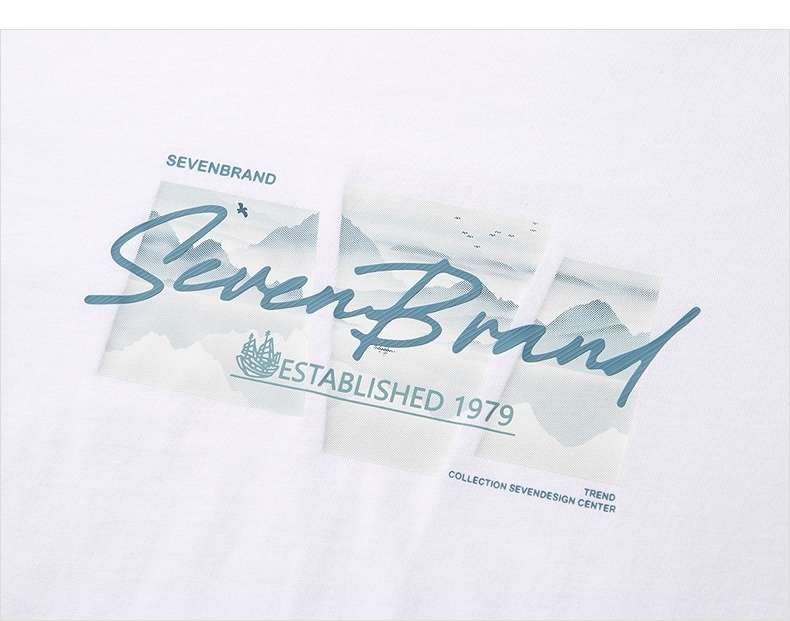 SEVENBRAND
SevenBrand
ESTABLISHED 1979
TREND
COLLECTION SEVENDESIGN CENTER